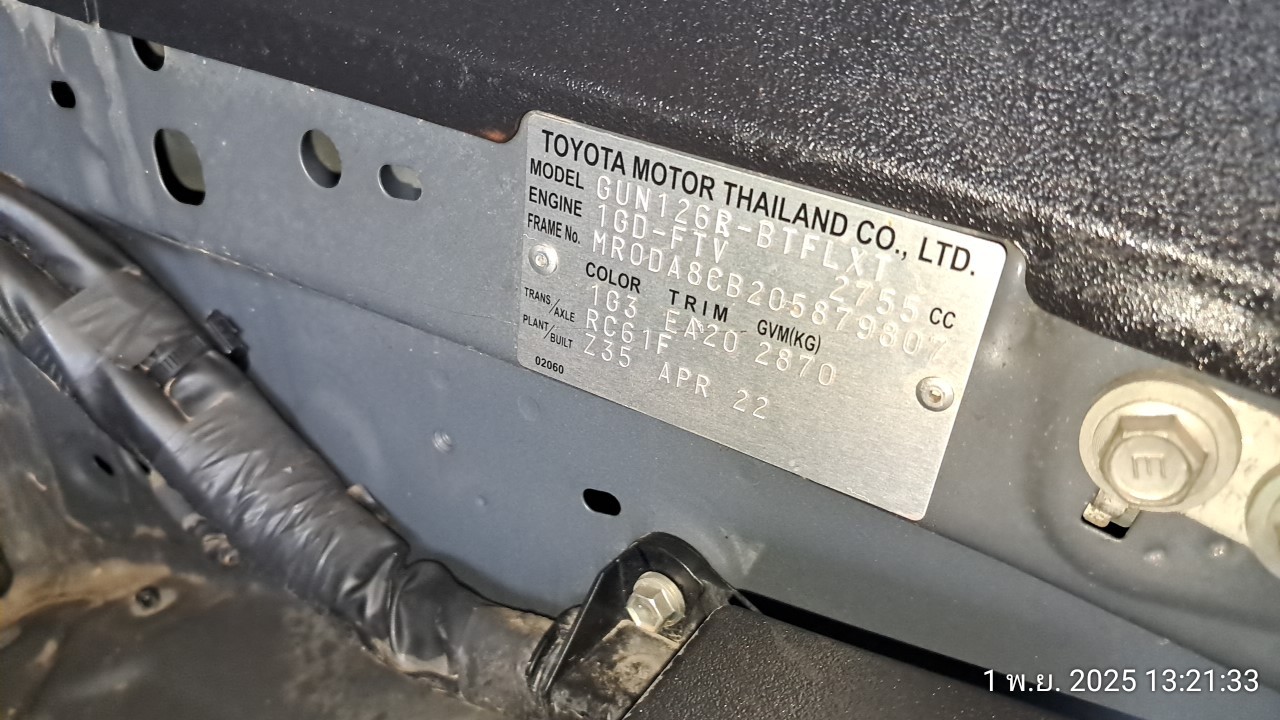 TOYOTA MOTOR THAILAND CO., LTD.
MODEL GUN126R-BTFLXT
ENGINE 1GD-FTV 2755 CC
FRAME No. MR0DA8CB205879807
COLOR TRIM GVM(KG)
1G3 EA20 2870
TRANS/AXLE RC61F
PLANT/BUILT Z35 APR 22
02060
E
1 พ.ย. 2025 13:21:33